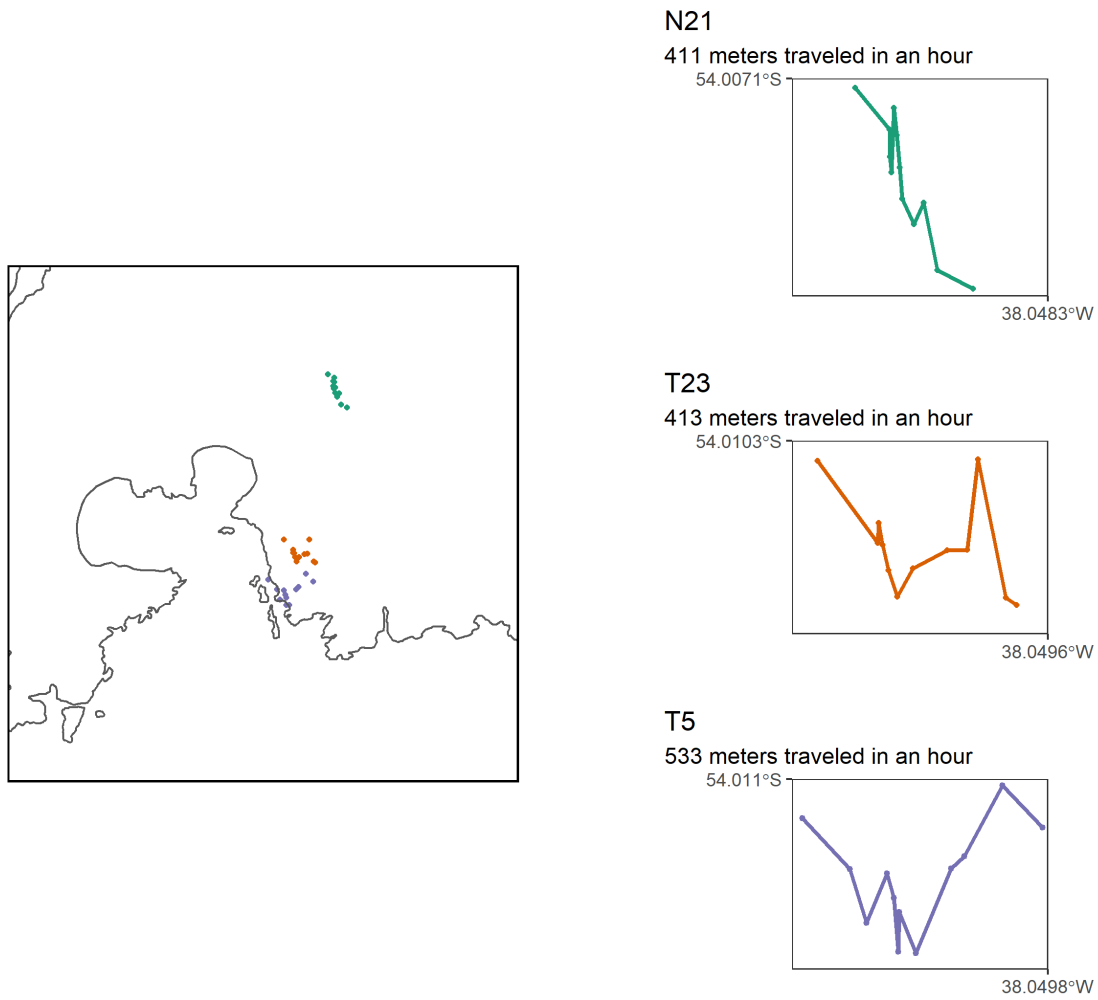 N21
411 meters traveled in an hour
54.0071°S
38.0483°W
T23
413 meters traveled in an hour
54.0103°S
38.0496°W
T5
533 meters traveled in an hour
54.011°S
38.0498°W